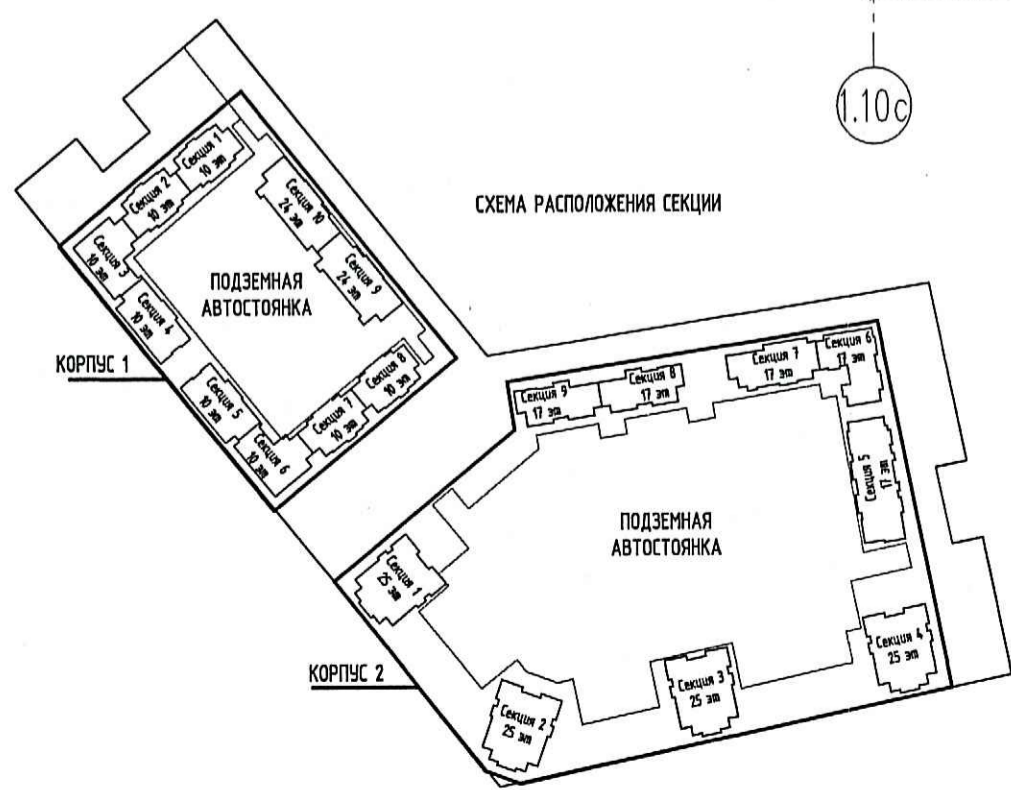 1.10с
СХЕМА РАСПОЛОЖЕНИЯ СЕКЦИИ
Секция 1
10 эт
Секция 2
10 эт
Секция 3
10 эт
Секция 4
10 эт
Секция 5
10 эт
Секция 6
10 эт
Секция 7
10 эт
Секция 8
10 эт
Секция 9
24 эт
Секция 10
24 эт
ПОДЗЕМНАЯ
АВТОСТОЯНКА
КОРПУС 1
Секция 1
25 эт
Секция 2
25 эт
Секция 3
25 эт
Секция 4
25 эт
Секция 5
17 эт
Секция 6
17 эт
Секция 7
17 эт
Секция 8
17 эт
Секция 9
17 эт
ПОДЗЕМНАЯ
АВТОСТОЯНКА
КОРПУС 2